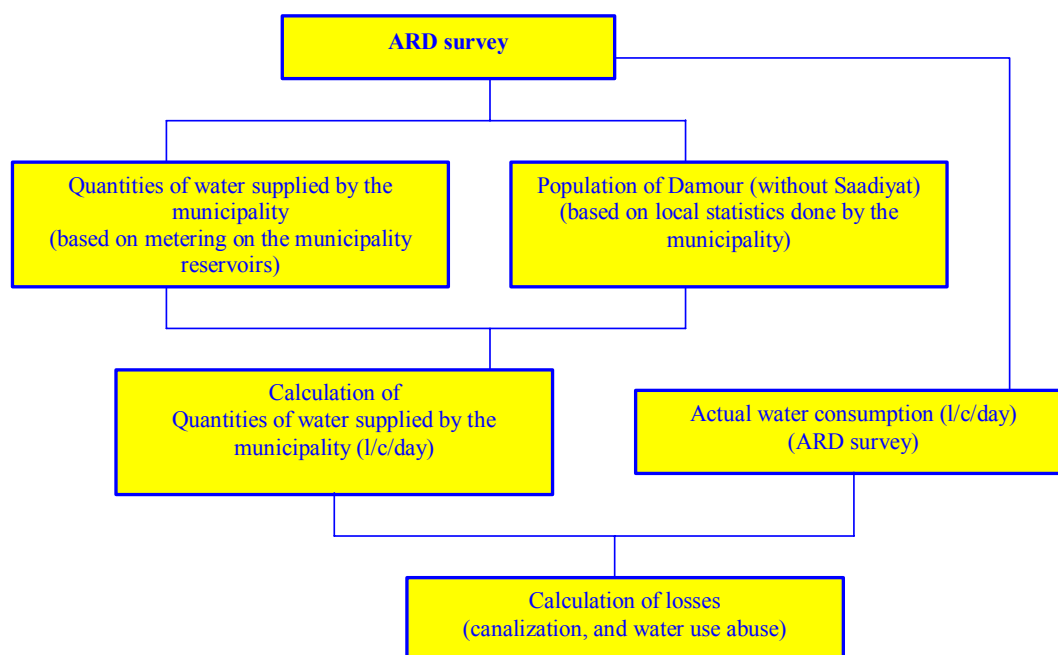 ARD survey
Quantities of water supplied by the
municipality
(based on metering on the municipality
reservoirs)
Population of Damour (without Saadiyat)
(based on local statistics done by the
municipality)
Calculation of
Quantities of water supplied by the
municipality (l/c/day)
Actual water consumption (l/c/day)
(ARD survey)
Calculation of losses
(canalization, and water use abuse)